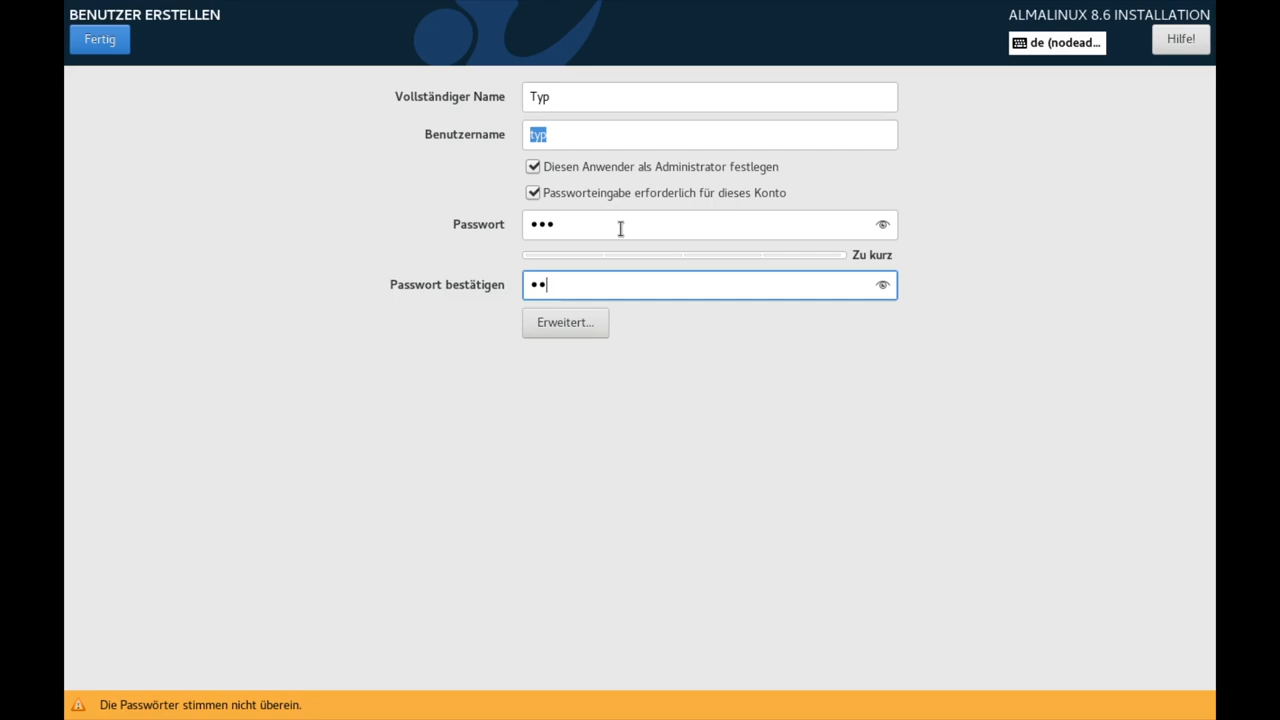 BENUTZER ERSTELLEN
Fertig
ALMALINUX 8.6 INSTALLATION
de (nodead...
Hilfe!
Vollständiger Name
Typ
Benutzername
typ
Diesen Anwender als Administrator festlegen
Passworteingabe erforderlich für dieses Konto
Passwort
•••
Zu kurz
Passwort bestätigen
••
Erweitert...
Die Passwörter stimmen nicht überein.